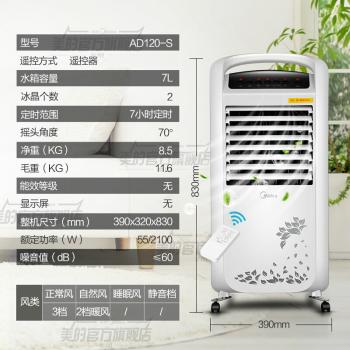 型号 AD120-S
遥控方式 遥控器
水箱容量 7L
冰晶个数 2
定时范围 7小时定时
摇头角度 70°
净重(KG) 8.5
毛重(KG) 11.6
能效等级 无
显示屏 无
整机尺寸(mm) 390x320x830
额定功率(W) 55/2100
噪音值(dB) ≤60
风类 正常风 自然风 睡眠风 静音档
3档 2档暖风 / /
830mm
Midea
390mm
美的官方旗舰店